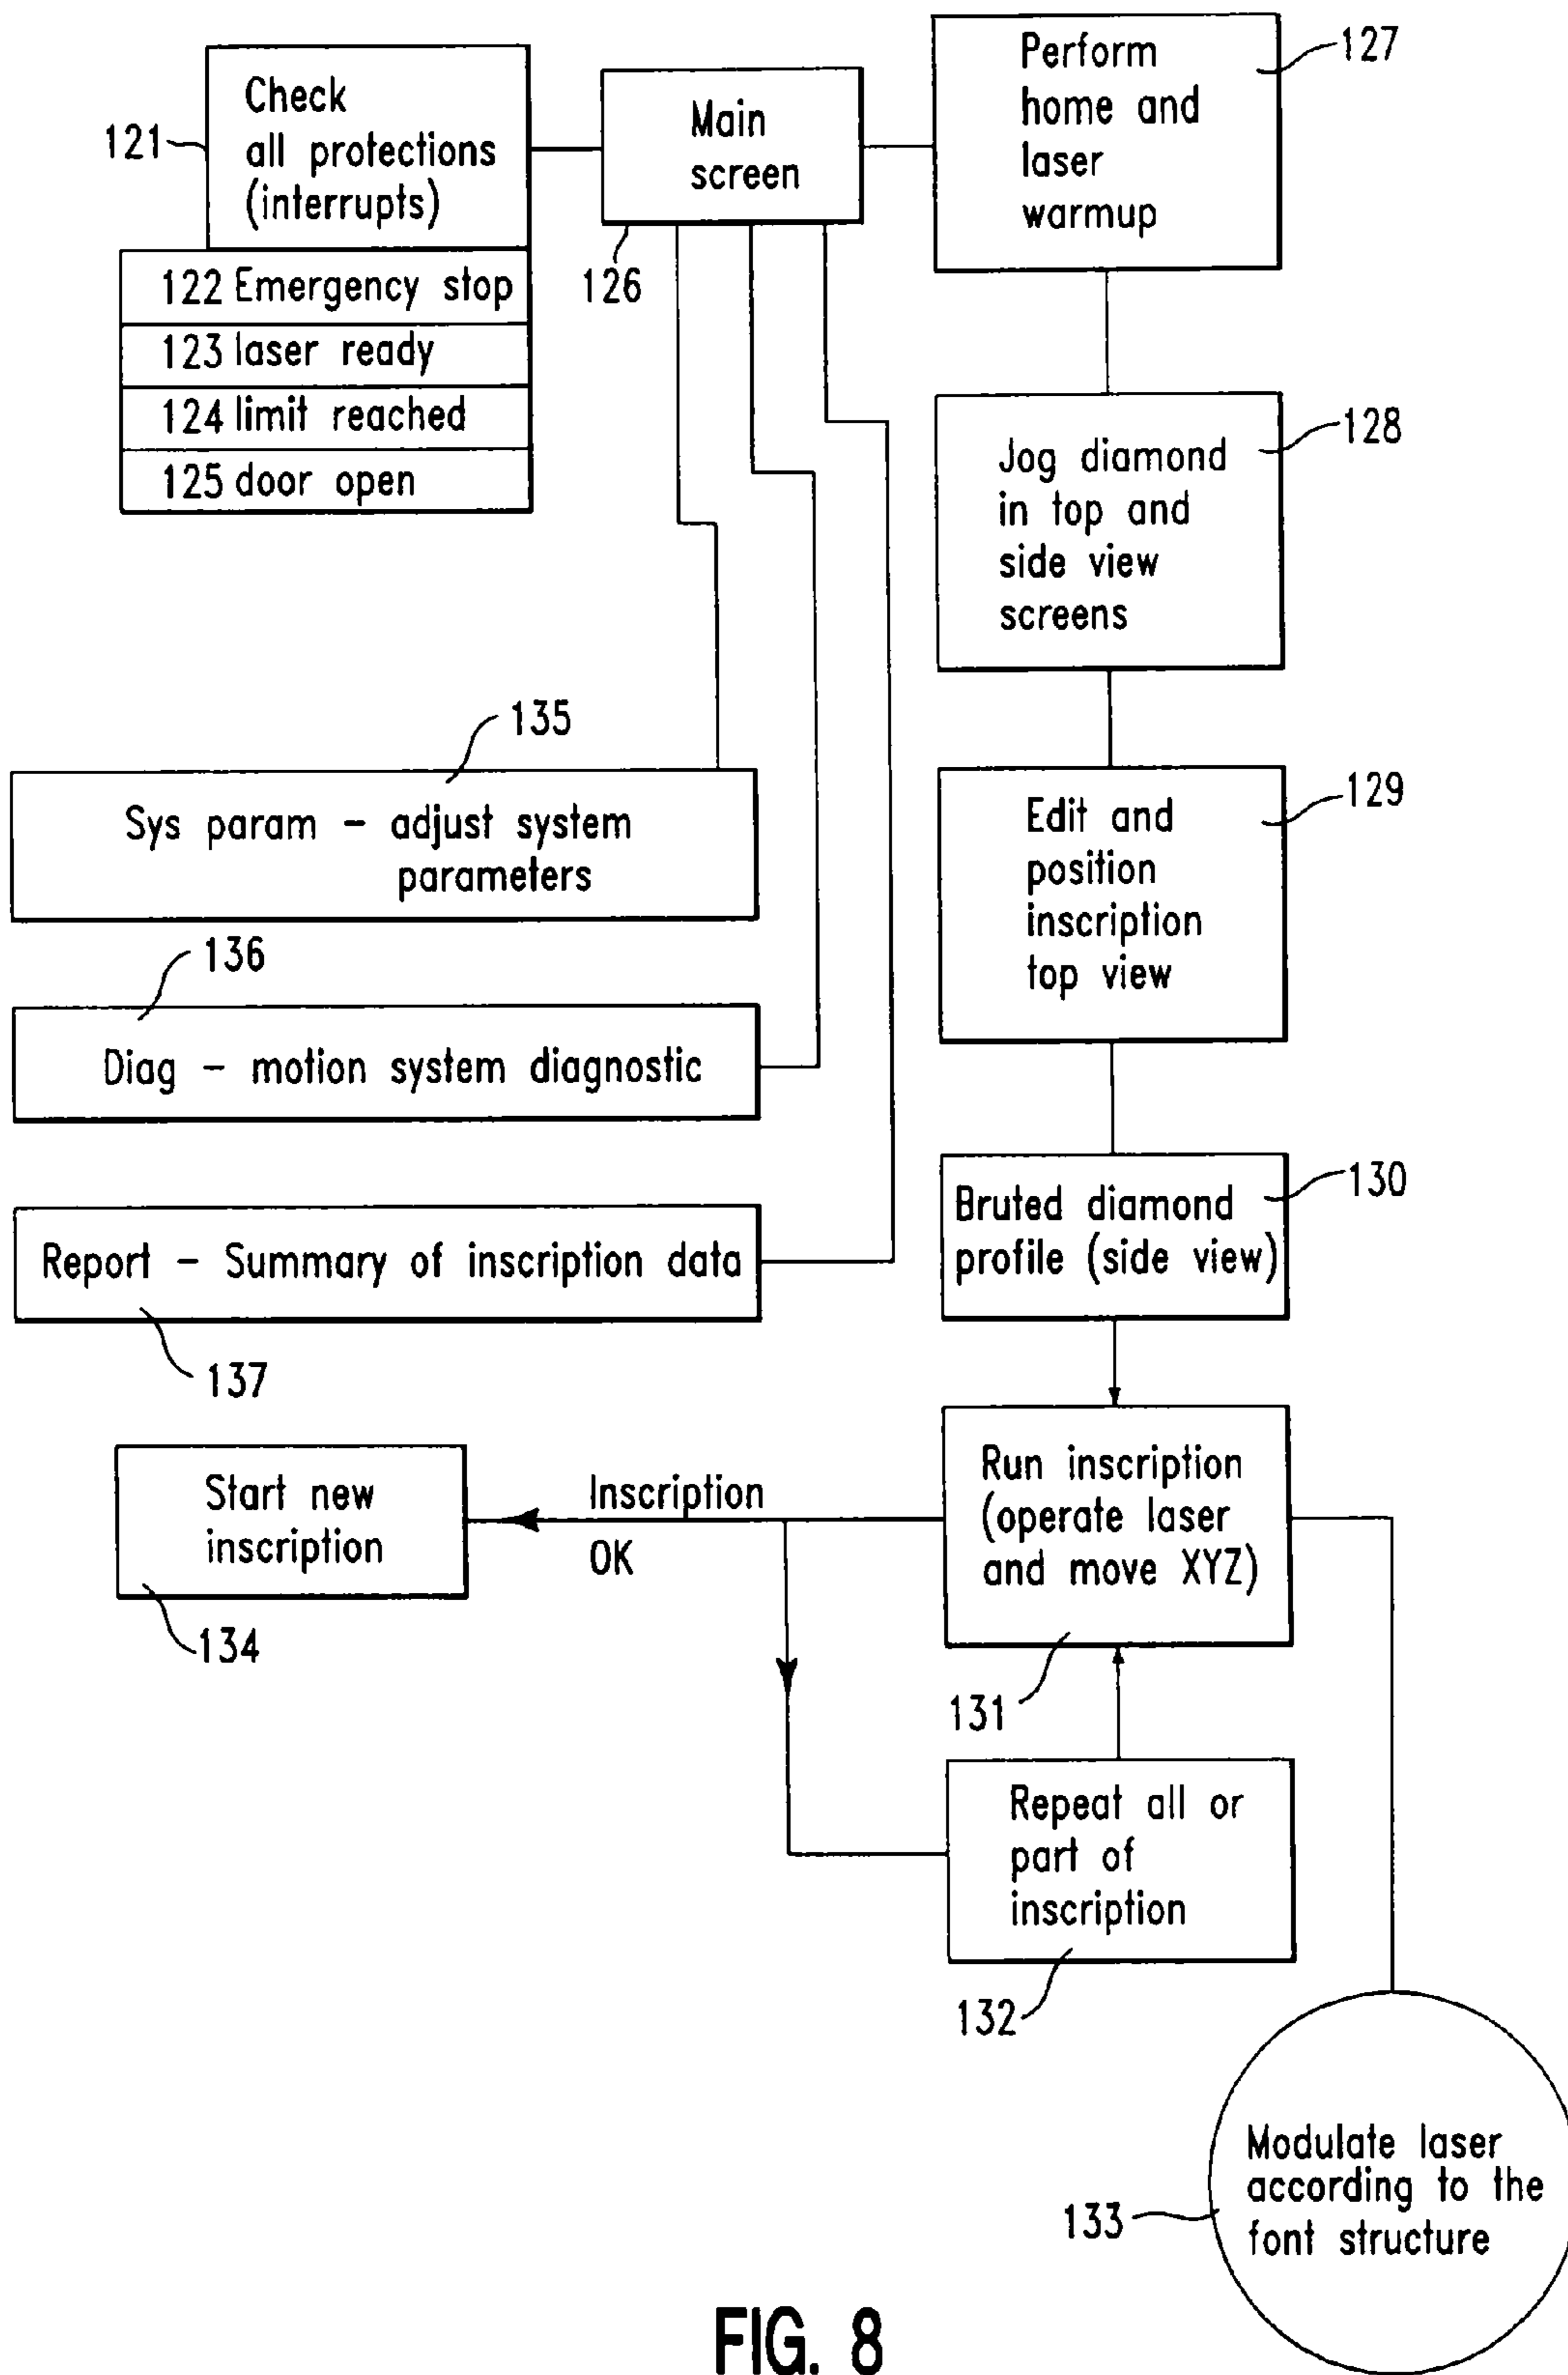 121
Check
all protections
(interrupts)
122 Emergency stop
123 laser ready
124 limit reached
125 door open
Main
screen
126
Perform
home and
laser
warmup
127
Jog diamond
in top and
side view
screens
128
Edit and
position
inscription
top view
129
Bruted diamond
profile (side view)
130
135
Sys param – adjust system
parameters
136
Diag – motion system diagnostic
Report – Summary of inscription data
137
Start new
inscription
134
Inscription
OK
Run inscription
(operate laser
and move XYZ)
131
Repeat all or
part of
inscription
132
Modulate laser
according to the
font structure
133
FIG. 8